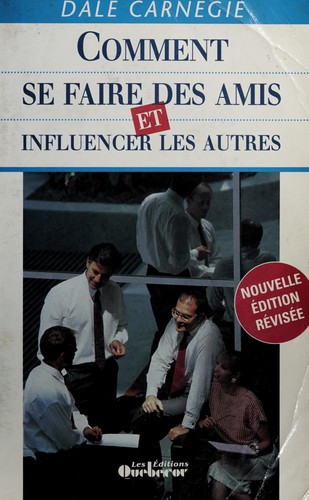 DALE CARNEGIE
COMMENT
SE FAIRE DES AMIS
ET
INFLUENCER LES AUTRES
NOUVELLE
ÉDITION
RÉVISÉE
Les Éditions
Quebecor